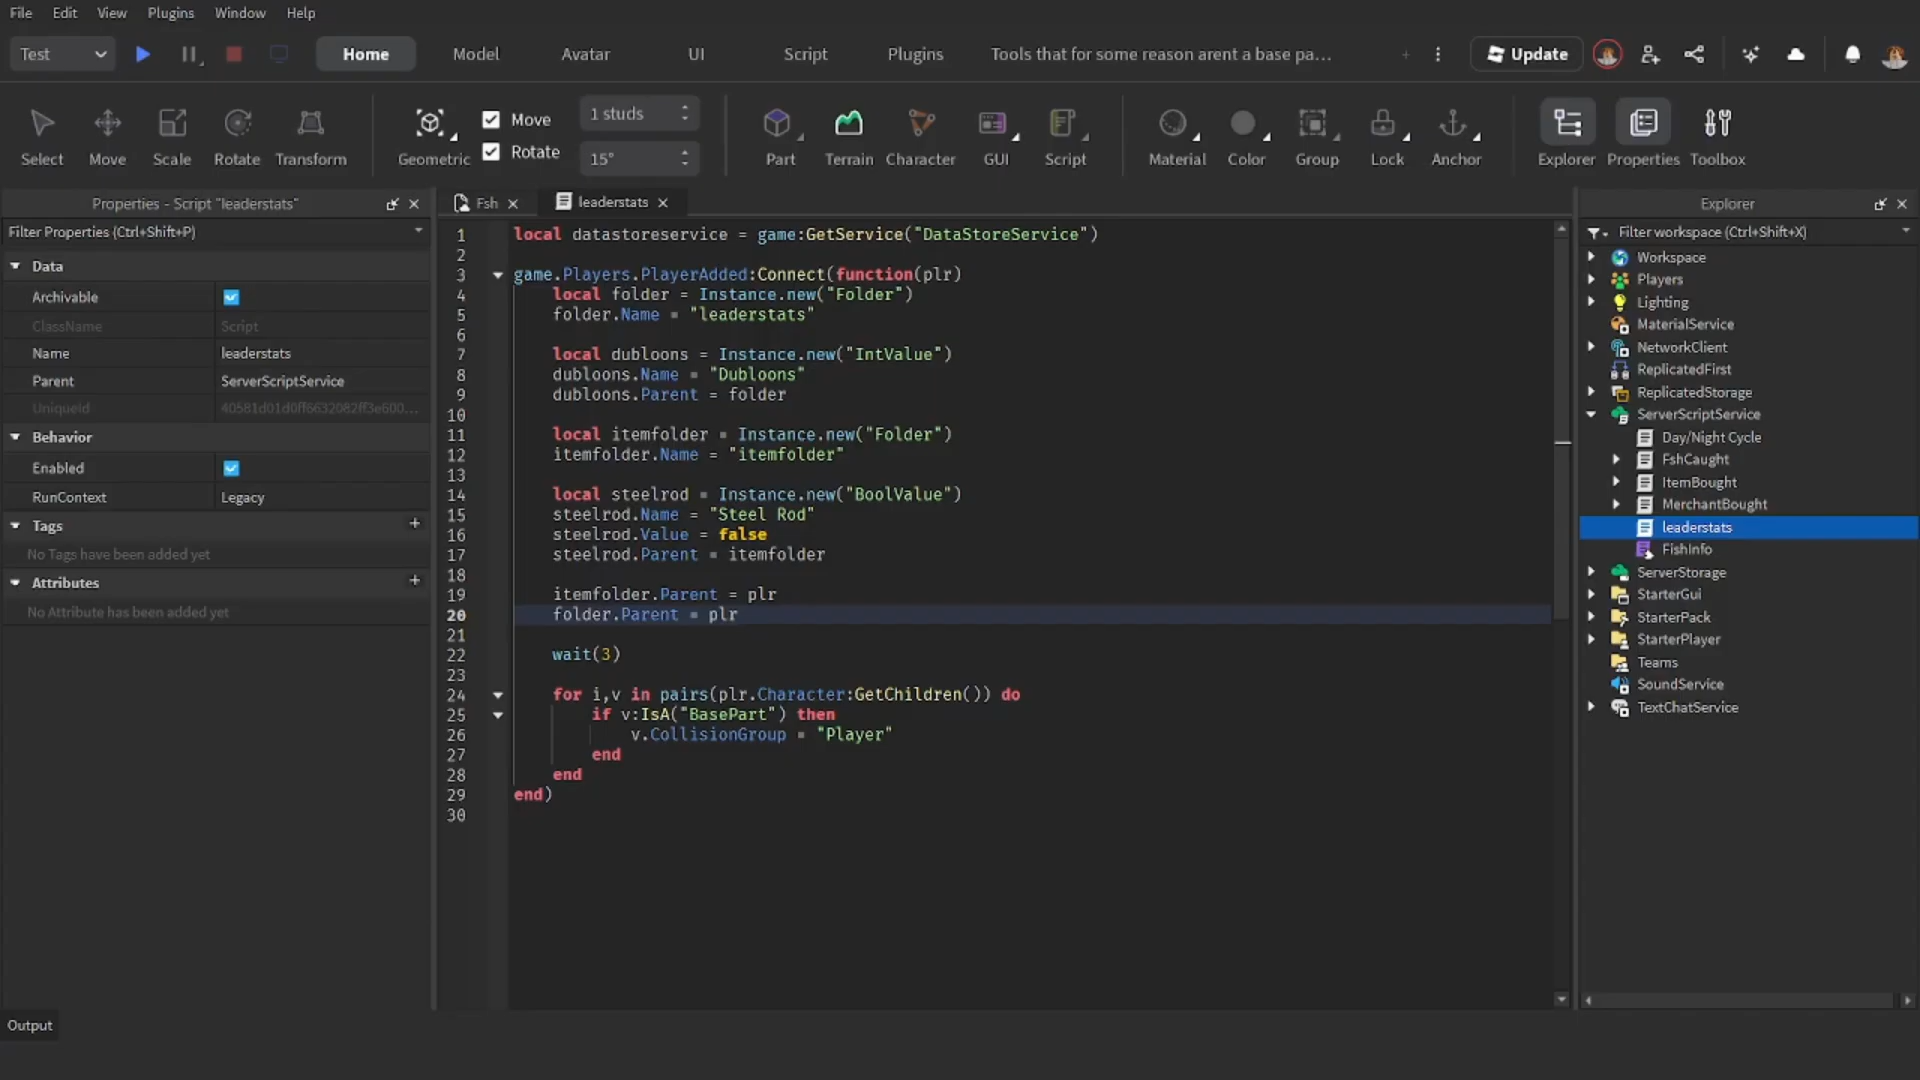 File Edit View Plugins Window Help
Test Home Model Avatar UI Script Plugins Tools that for some reason arent a base pa... Update
Select Move Scale Rotate Transform Geometric Move 1 studs Part Terrain Character GUI Script Material Color Group Lock Anchor Explorer Properties Toolbox
Rotate 15°
Properties - Script "leaderstats"
Filter Properties (Ctrl+Shift+P)
Data
Archivable
ClassName Script
Name leaderstats
Parent ServerScriptService
UniqueId 40581d01d0ff6632082ff3e600...
Behavior
Enabled
RunContext Legacy
Tags +
No Tags have been added yet
Attributes +
No Attribute has been added yet
Fsh leaderstats
1 local datastoreservice = game:GetService("DataStoreService")
2
3 game.Players.PlayerAdded:Connect(function(plr)
4 local folder = Instance.new("Folder")
5 folder.Name = "leaderstats"
6
7 local dubloons = Instance.new("IntValue")
8 dubloons.Name = "Dubloons"
9 dubloons.Parent = folder
10
11 local itemfolder = Instance.new("Folder")
12 itemfolder.Name = "itemfolder"
13
14 local steelrod = Instance.new("BoolValue")
15 steelrod.Name = "Steel Rod"
16 steelrod.Value = false
17 steelrod.Parent = itemfolder
18
19 itemfolder.Parent = plr
20 folder.Parent = plr
21
22 wait(3)
23
24 for i,v in pairs(plr.Character:GetChildren()) do
25 if v:IsA("BasePart") then
26 v.CollisionGroup = "Player"
27 end
28 end
29 end)
30
Explorer
Filter workspace (Ctrl+Shift+X)
Workspace
Players
Lighting
MaterialService
NetworkClient
ReplicatedFirst
ReplicatedStorage
ServerScriptService
Day/Night Cycle
FshCaught
ItemBought
MerchantBought
leaderstats
FishInfo
ServerStorage
StarterGui
StarterPack
StarterPlayer
Teams
SoundService
TextChatService
Output